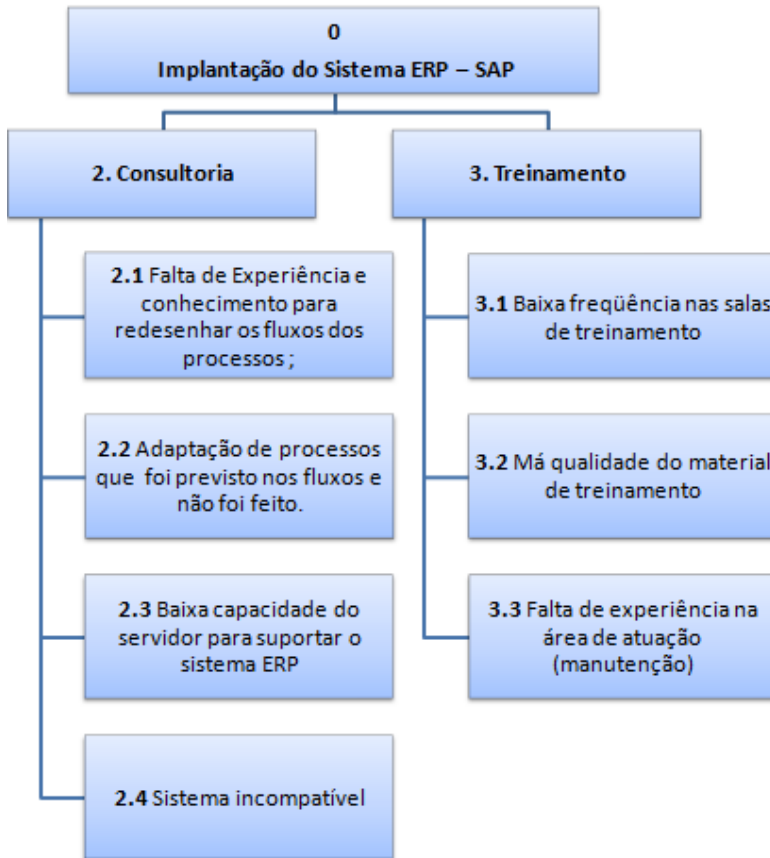 0
Implantação do Sistema ERP – SAP
2. Consultoria
3. Treinamento
2.1 Falta de Experiência e
conhecimento para
redesenhar os fluxos dos
processos ;
2.2 Adaptação de processos
que foi previsto nos fluxos e
não foi feito.
2.3 Baixa capacidade do
servidor para suportar o
sistema ERP
2.4 Sistema incompatível
3.1 Baixa freqüência nas salas
de treinamento
3.2 Má qualidade do material
de treinamento
3.3 Falta de experiência na
área de atuação
(manutenção)